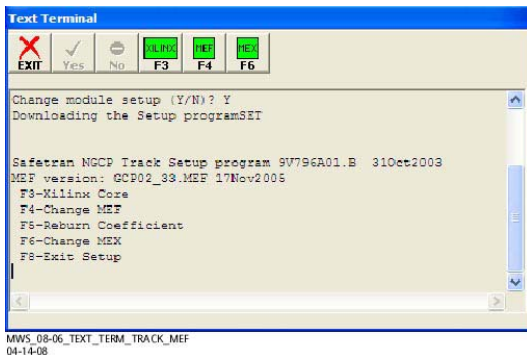 Text Terminal
EXIT
Yes
No
XILINX
F3
MEF
F4
MEX
F6
Change module setup (Y/N)? Y
Downloading the Setup programSET
Safetran NGCP Track Setup program 9V796A01.B 31Oct2003
MEF version: GCP02_33.MEF 17Nov2005
F3-Xilinx Core
F4-Change MEF
F5-Reburn Coefficient
F6-Change MEX
F8-Exit Setup
MWS_08-06_TEXT_TERM_TRACK_MEF
04-14-08